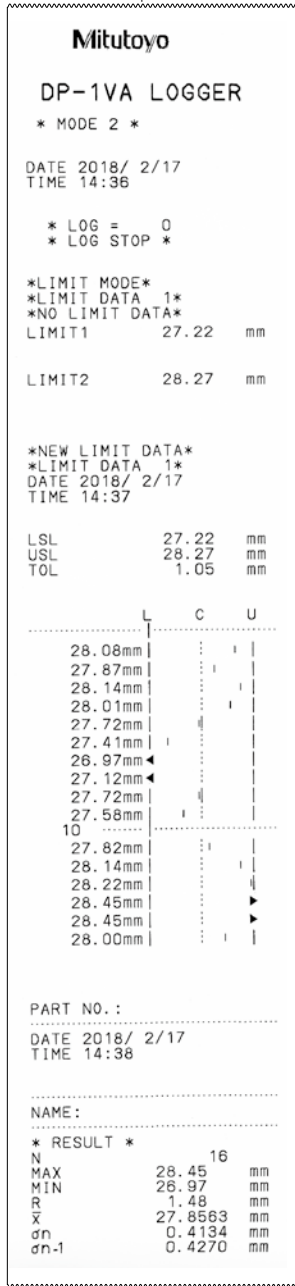 Mitutoyo
DP-1VA LOGGER
* MODE 2 *
DATE 2018/ 2/17
TIME 14:36
* LOG = 0
* LOG STOP *
*LIMIT MODE*
*LIMIT DATA 1*
*NO LIMIT DATA*
LIMIT1 27.22 mm
LIMIT2 28.27 mm
*NEW LIMIT DATA*
*LIMIT DATA 1*
DATE 2018/ 2/17
TIME 14:37
LSL 27.22 mm
USL 28.27 mm
TOL 1.05 mm
L C U
28.08mm
27.87mm
28.14mm
28.01mm
27.72mm
27.41mm
26.97mm
27.12mm
27.72mm
27.58mm
10
27.82mm
28.14mm
28.22mm
28.45mm
28.45mm
28.00mm
PART NO.:
DATE 2018/ 2/17
TIME 14:38
NAME:
* RESULT *
N 16
MAX 28.45 mm
MIN 26.97 mm
R 1.48 mm
x̅ 27.8563 mm
σn 0.4134 mm
σn-1 0.4270 mm